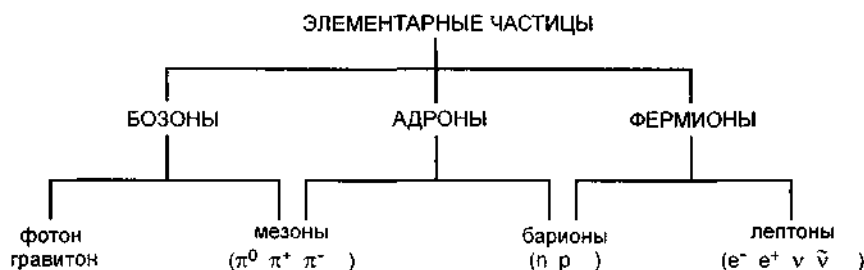 ЭЛЕМЕНТАРНЫЕ ЧАСТИЦЫ
БОЗОНЫ АДРОНЫ ФЕРМИОНЫ
фотон мезоны барионы лептоны
гравитон (π⁰ π⁺ π⁻ ) (n p ) (e⁻ e⁺ ν ν̃ )